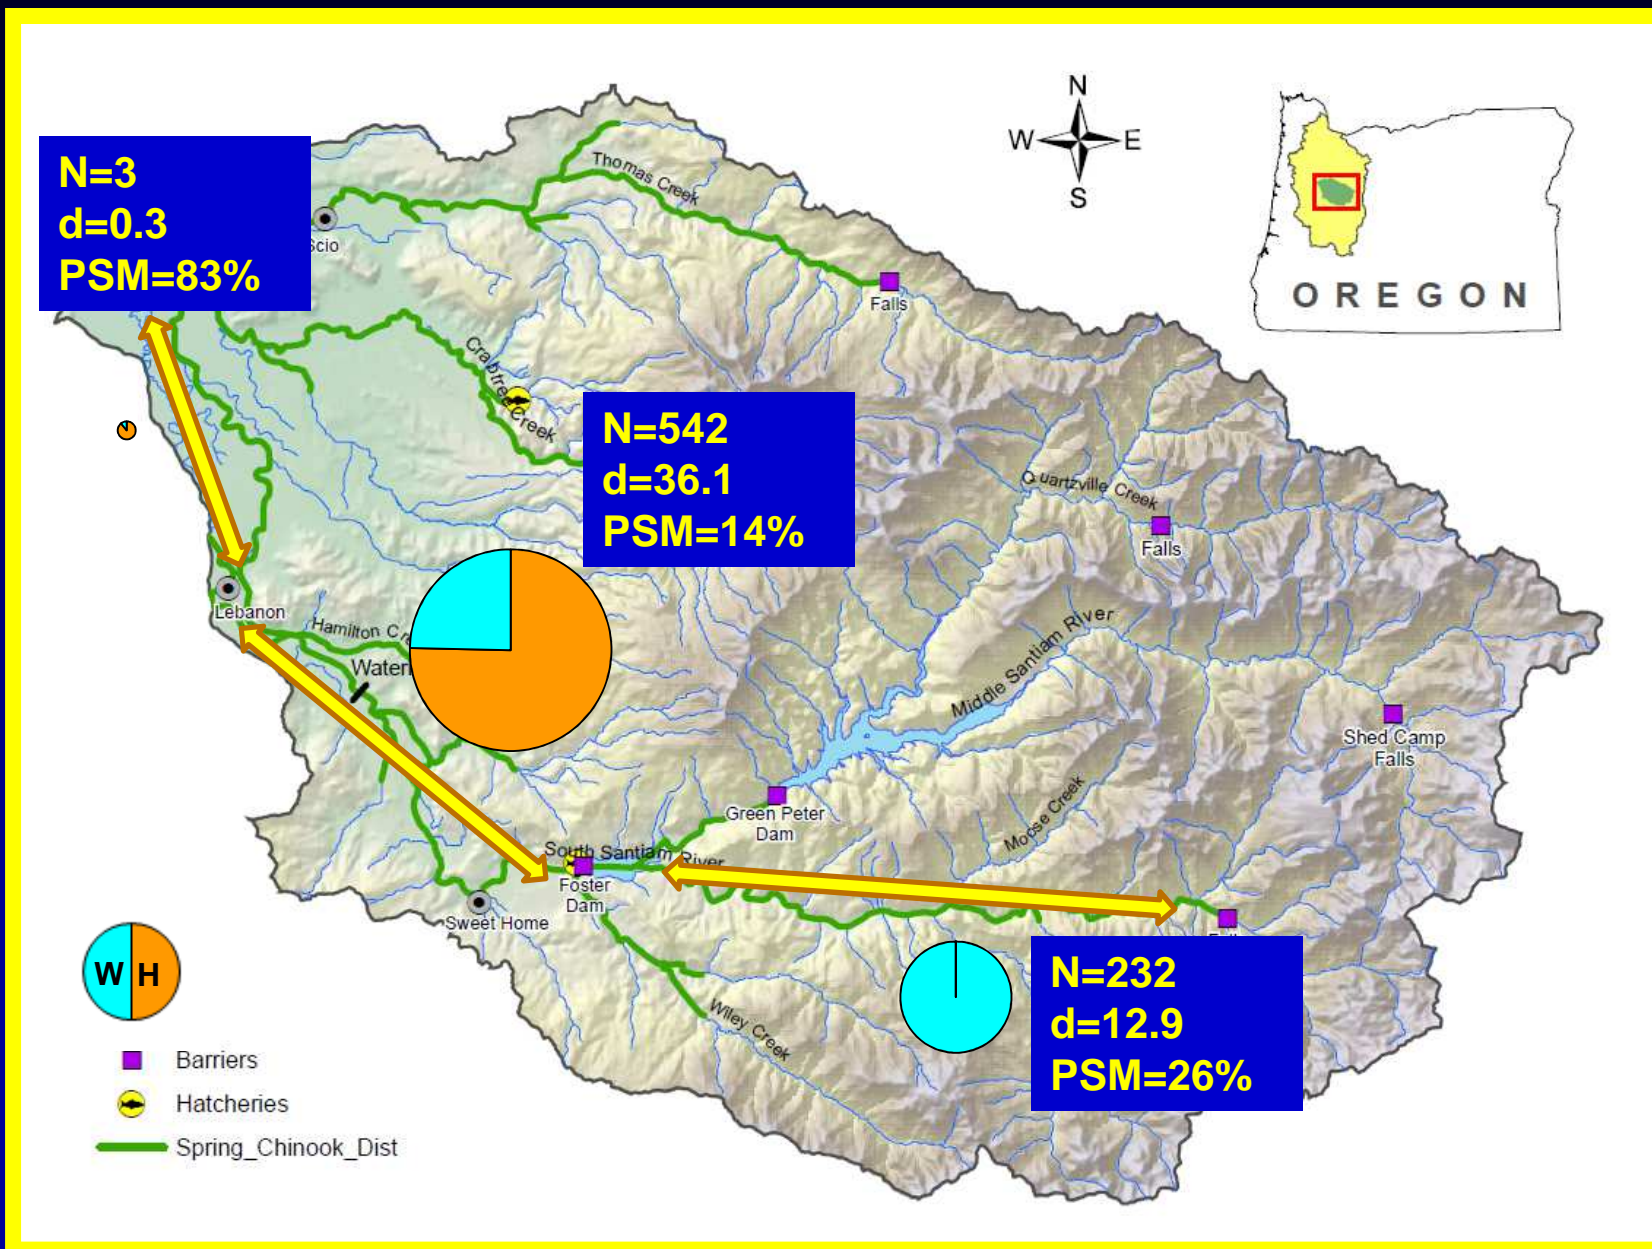 N
W E
S
N=3
d=0.3
PSM=83%
Scio
Thomas Creek
Falls
OREGON
Crabtree Creek
N=542
d=36.1
PSM=14%
Quartzville Creek
Falls
Lebanon
Hamilton
Middle Santiam River
Shed Camp
Falls
Green Peter
Dam
Moose Creek
South Santiam River
Foster
Dam
Sweet Home
Wiley Creek
N=232
d=12.9
PSM=26%
W H
Barriers
Hatcheries
Spring_Chinook_Dist